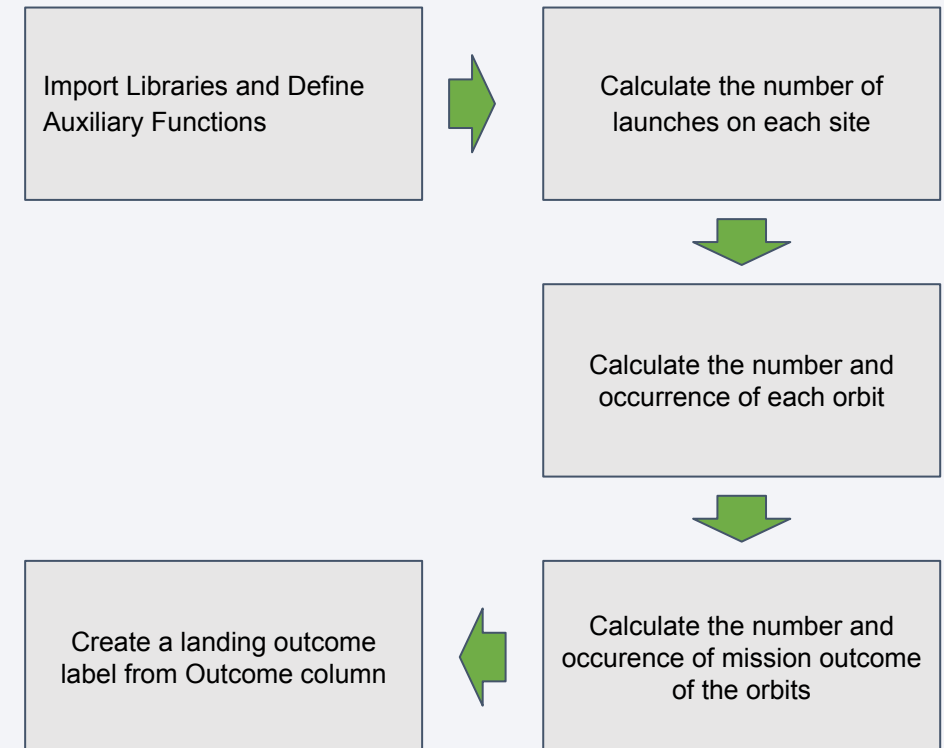 Import Libraries and Define
Auxiliary Functions
Calculate the number of
launches on each site
Calculate the number and
occurrence of each orbit
Calculate the number and
occurence of mission outcome
of the orbits
Create a landing outcome
label from Outcome column